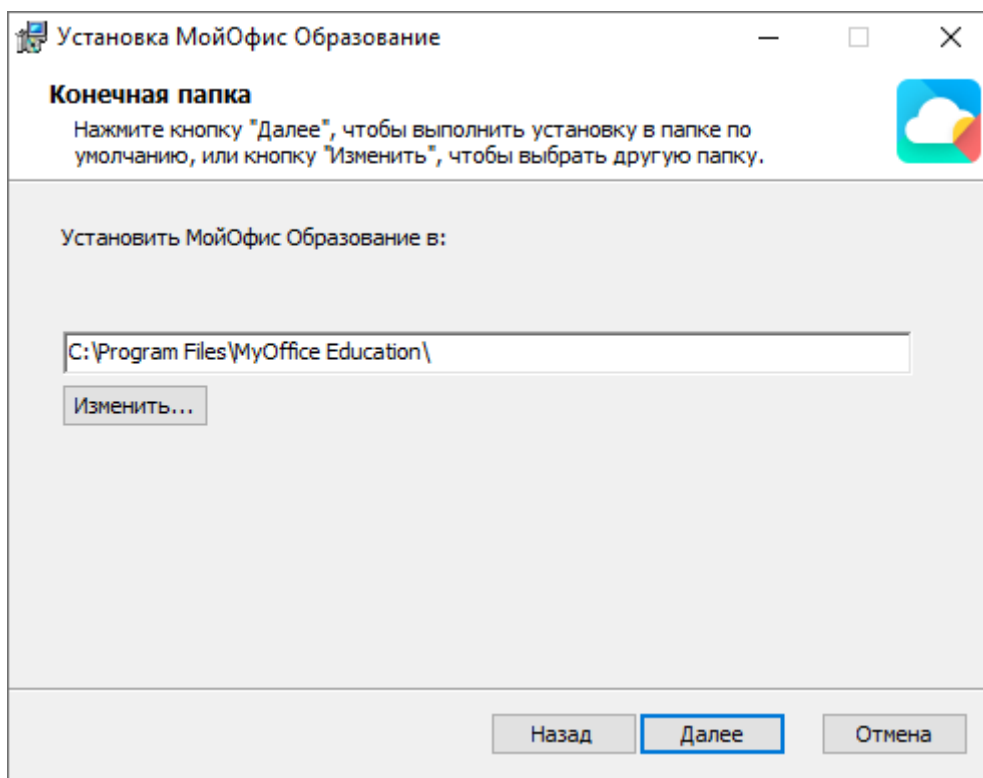 Установка МойОфис Образование
Конечная папка
Нажмите кнопку "Далее", чтобы выполнить установку в папке по
умолчанию, или кнопку "Изменить", чтобы выбрать другую папку.
Установить МойОфис Образование в:
C:\Program Files\MyOffice Education\
Изменить...
Назад Далее Отмена